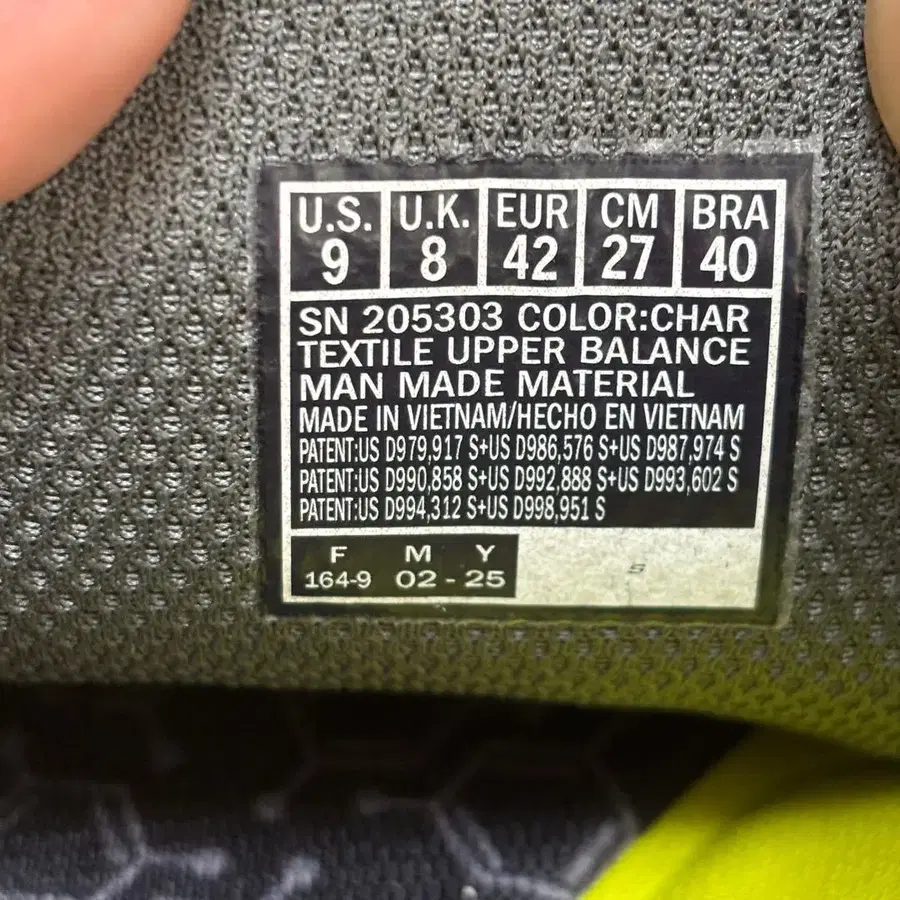 U.S. U.K. EUR CM BRA
9 8 42 27 40
SN 205303 COLOR:CHAR
TEXTILE UPPER BALANCE
MAN MADE MATERIAL
MADE IN VIETNAM/HECHO EN VIETNAM
PATENT:US D979,917 S+US D986,576 S+US D987,974 S
PATENT:US D990,858 S+US D992,888 S+US D993,602 S
PATENT:US D994,312 S+US D998,951 S
F M Y
164-9 02 - 25